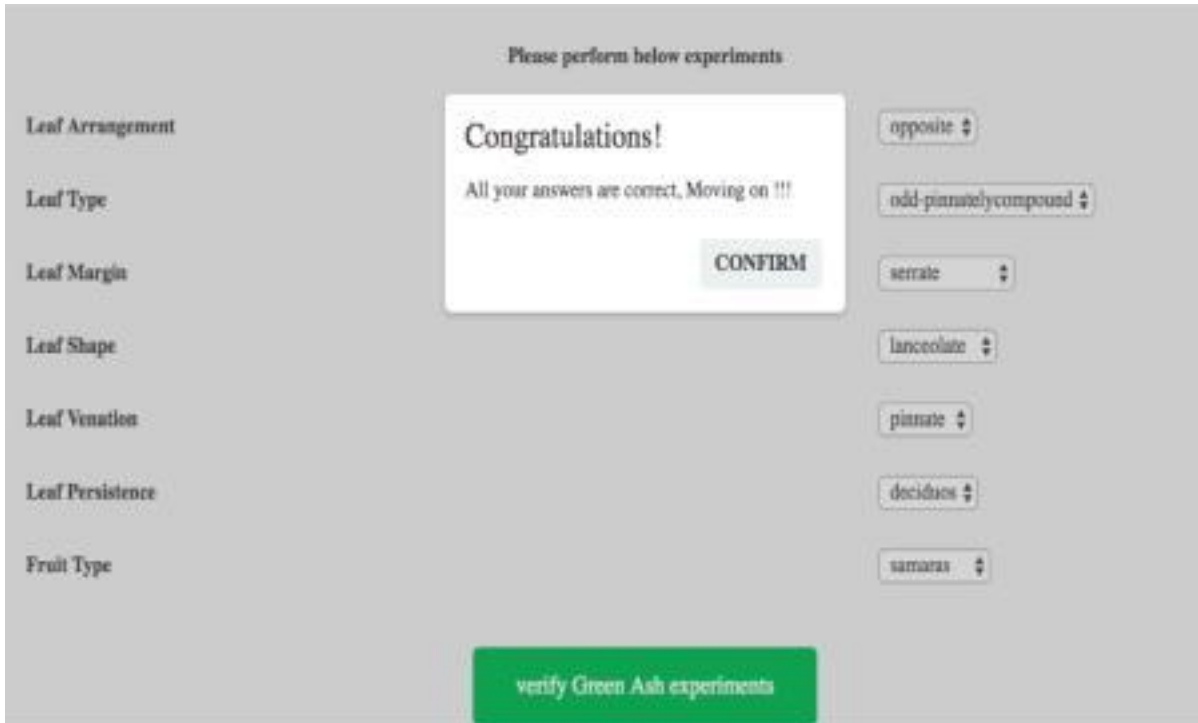 Please perform below experiments
Congratulations!
All your answers are correct, Moving on !!!
CONFIRM
Leaf Arrangement opposite
Leaf Type odd-pinnatelycompound
Leaf Margin serrate
Leaf Shape lanceolate
Leaf Venation pinnate
Leaf Persistence deciduos
Fruit Type samaras
verify Green Ash experiments